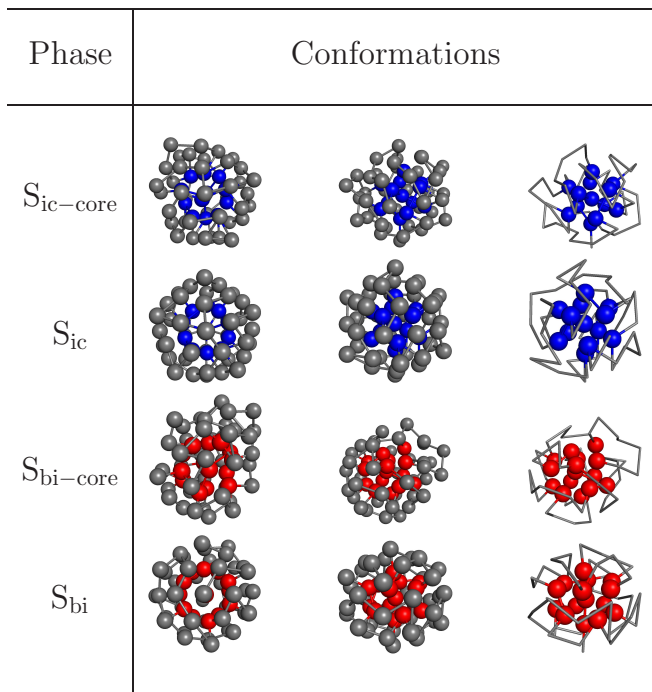 Phase Conformations
S_ic−core
S_ic
S_bi−core
S_bi